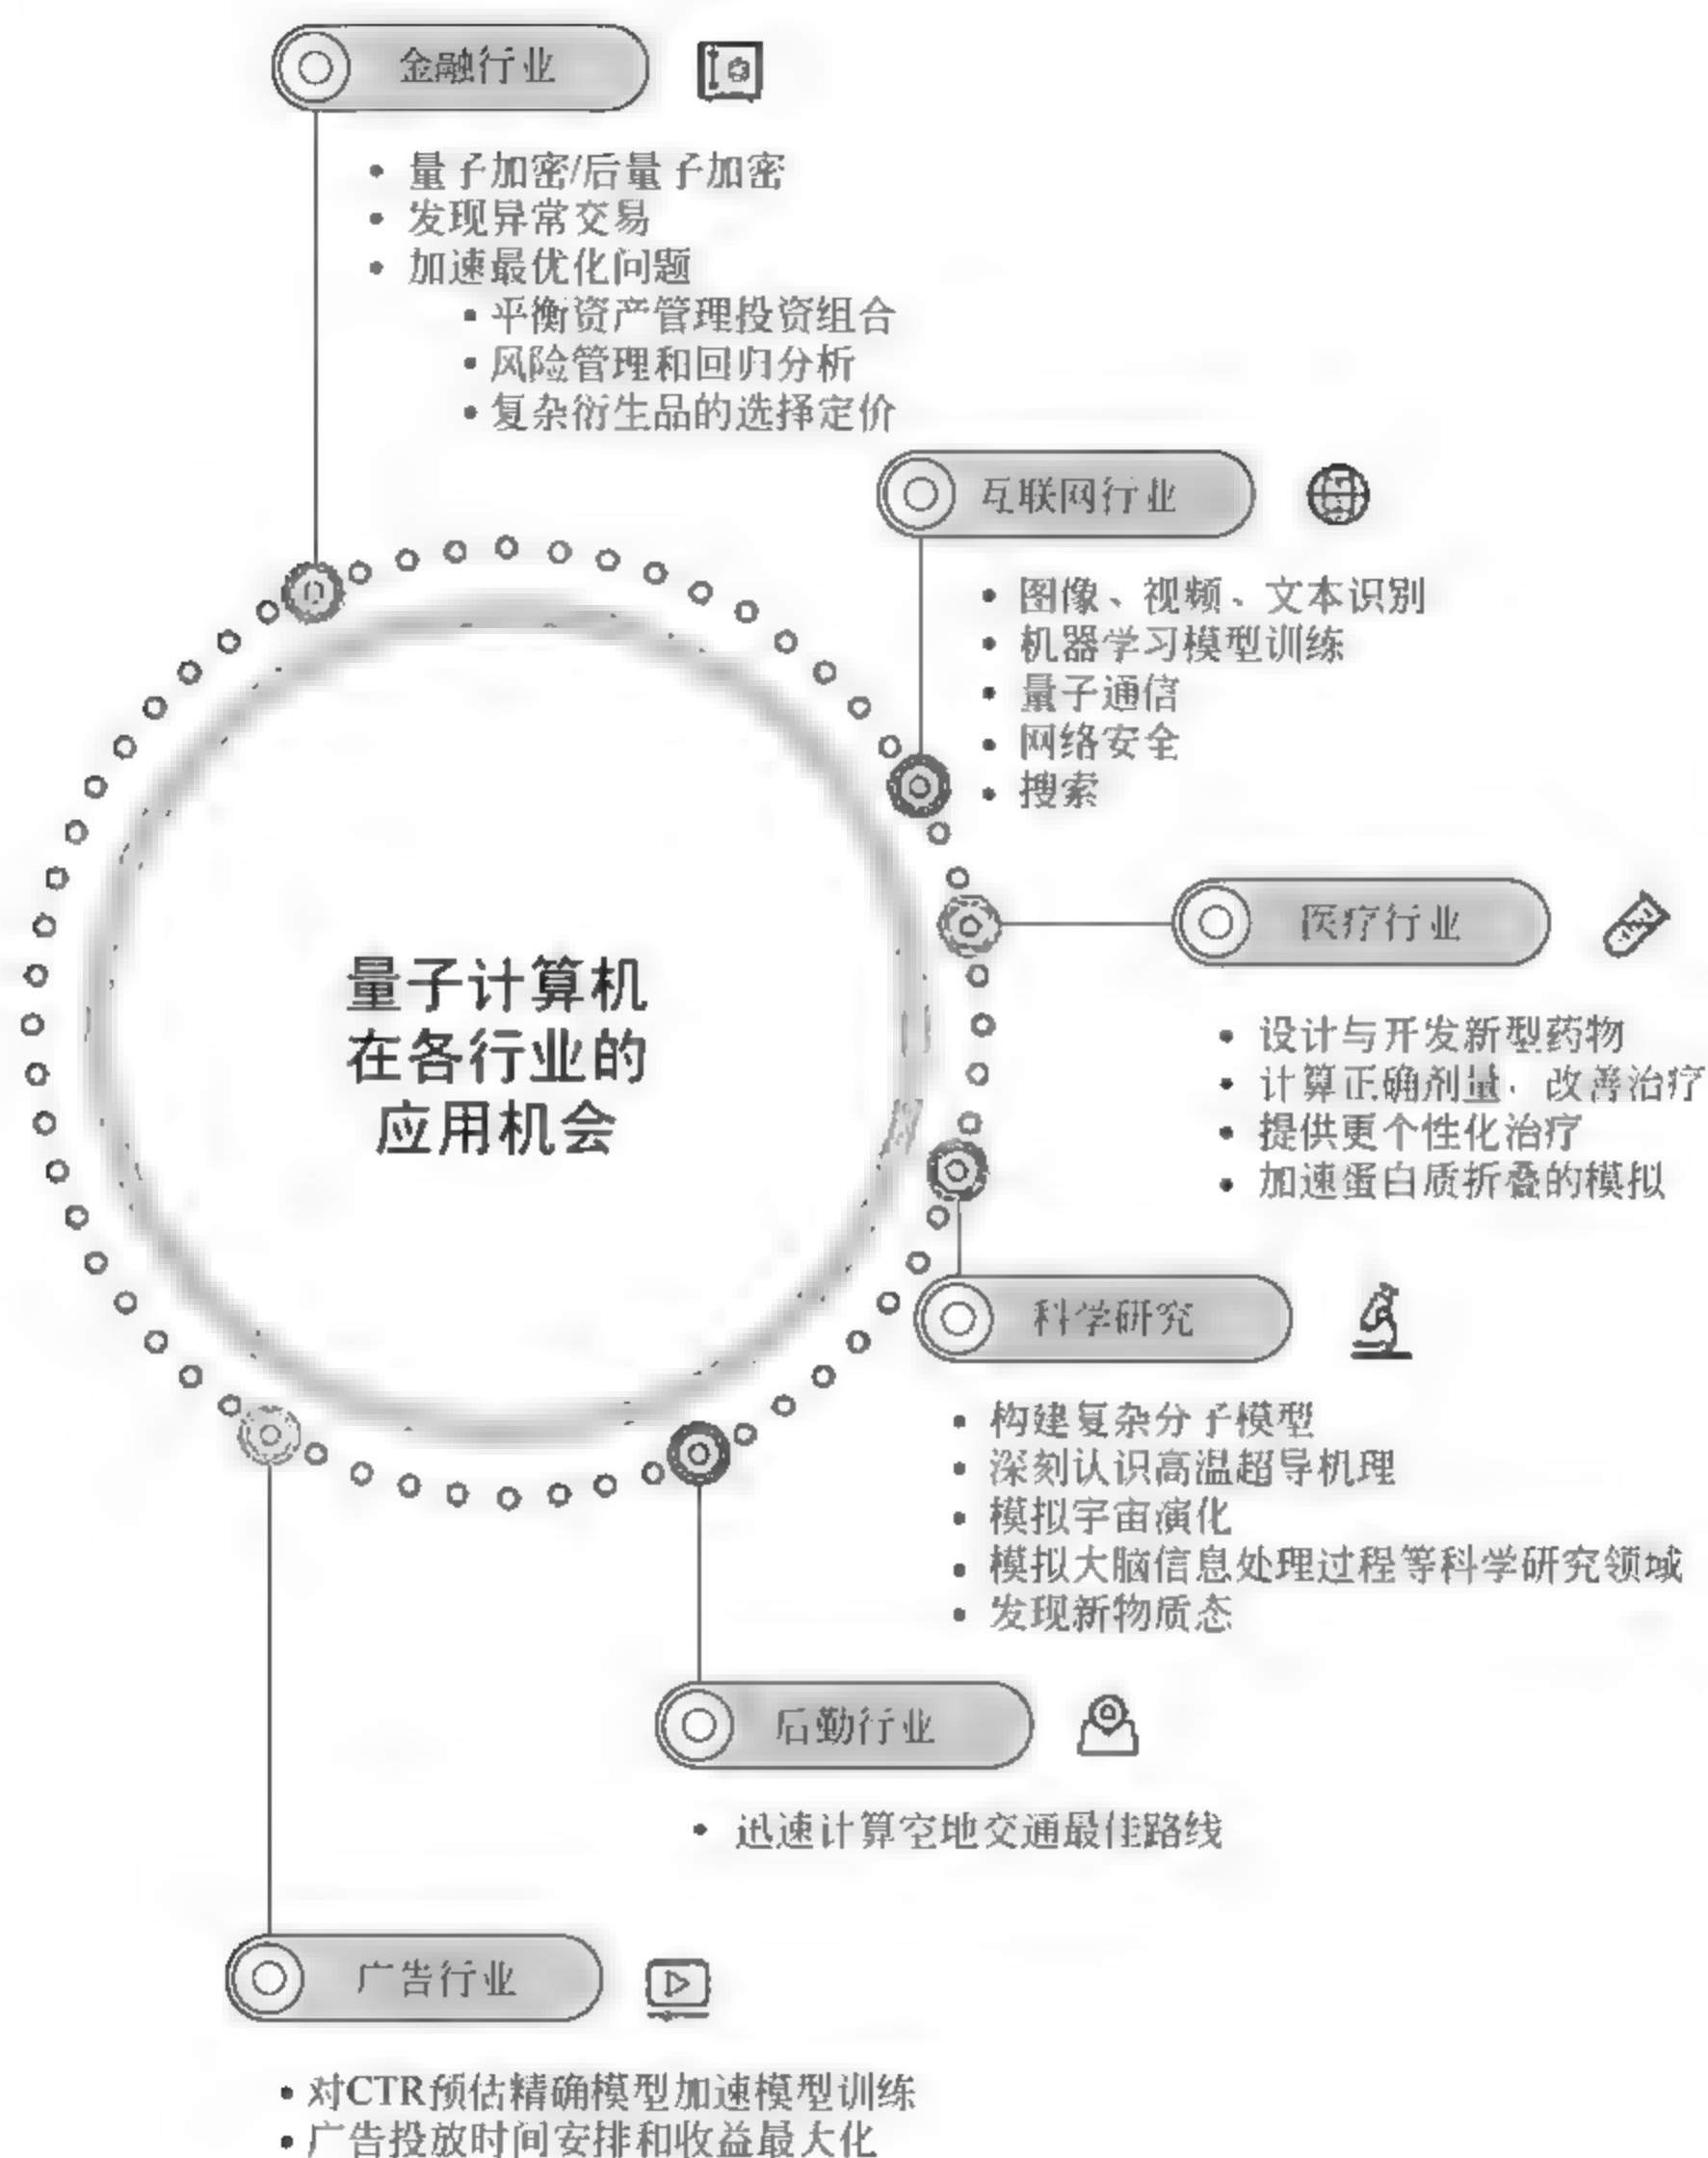 金融行业
• 量子加密/后量子加密
• 发现异常交易
• 加速最优化问题
• 平衡资产管理投资组合
• 风险管理和回归分析
• 复杂衍生品的选择定价
互联网行业
• 图像、视频、文本识别
• 机器学习模型训练
• 量子通信
• 网络安全
• 搜索
医疗行业
• 设计与开发新型药物
• 计算正确剂量，改善治疗
• 提供更个性化治疗
• 加速蛋白质折叠的模拟
量子计算机
在各行业的
应用机会
科学研究
• 构建复杂分子模型
• 深刻认识高温超导机理
• 模拟宇宙演化
• 模拟大脑信息处理过程等科学研究领域
• 发现新物质态
后勤行业
• 迅速计算空地交通最佳路线
广告行业
• 对CTR预估精确模型加速模型训练
• 广告投放时间安排和收益最大化